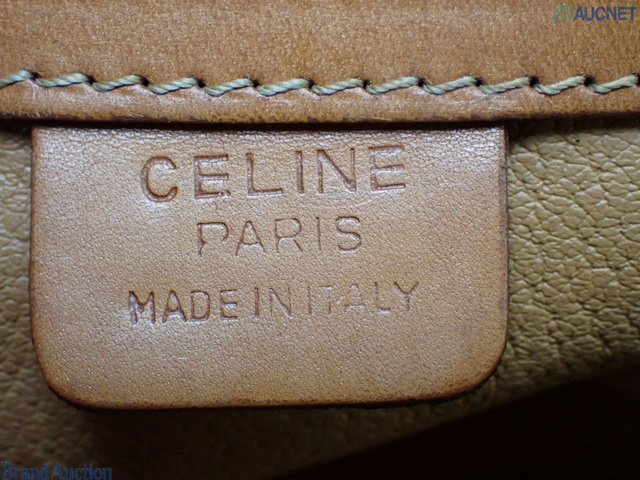 AUCNET
CELINE
PARIS
MADE IN ITALY
Brand Auction